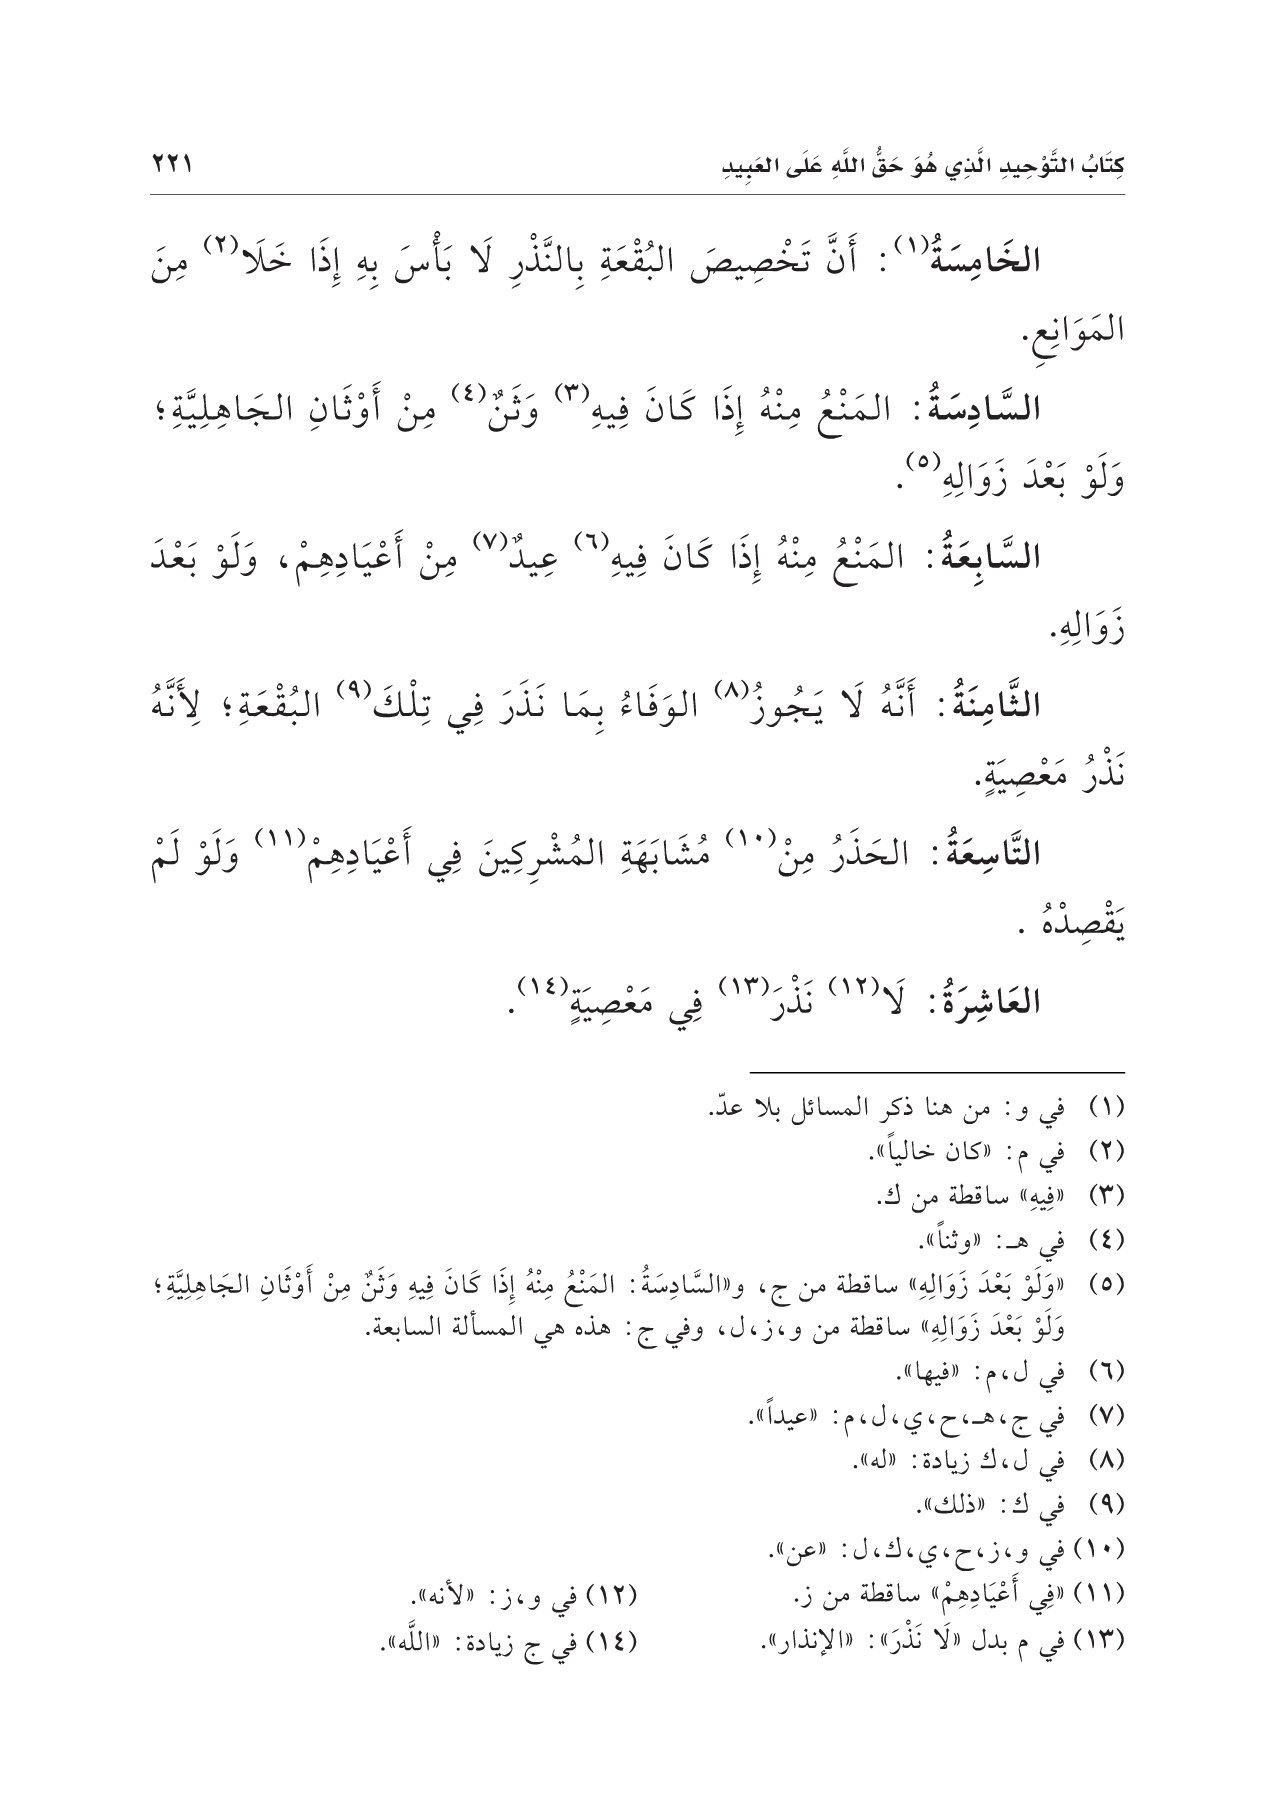 كِتَابُ التَّوْحِيدِ الَّذِي هُوَ حَقُّ اللَّهِ عَلَى العَبِيدِ ٢٢١
الخَامِسَةُ(١): أَنَّ تَخْصِيصَ البُقْعَةِ بِالنَّذْرِ لَا بَأْسَ بِهِ إِذَا خَلَا(٢) مِنَ
المَوَانِعِ.
السَّادِسَةُ: المَنْعُ مِنْهُ إِذَا كَانَ فِيهِ(٣) وَثَنٌ(٤) مِنْ أَوْثَانِ الجَاهِلِيَّةِ؛
وَلَوْ بَعْدَ زَوَالِهِ(٥).
السَّابِعَةُ: المَنْعُ مِنْهُ إِذَا كَانَ فِيهِ(٦) عِيدٌ(٧) مِنْ أَعْيَادِهِمْ، وَلَوْ بَعْدَ
زَوَالِهِ.
الثَّامِنَةُ: أَنَّهُ لَا يَجُوزُ(٨) الوَفَاءُ بِمَا نَذَرَ فِي تِلْكَ(٩) البُقْعَةِ؛ لِأَنَّهُ
نَذْرُ مَعْصِيَةٍ.
التَّاسِعَةُ: الحَذَرُ مِنْ(١٠) مُشَابَهَةِ المُشْرِكِينَ فِي أَعْيَادِهِمْ(١١) وَلَوْ لَمْ
يَقْصِدْهُ .
العَاشِرَةُ: لَا(١٢) نَذْرَ(١٣) فِي مَعْصِيَةٍ(١٤).
(١) في و: من هنا ذكر المسائل بلا عدّ.
(٢) في م: «كان خالياً».
(٣) «فِيهِ» ساقطة من ك.
(٤) في هـ: «وثناً».
(٥) «وَلَوْ بَعْدَ زَوَالِهِ» ساقطة من ج، و«السَّادِسَةُ: المَنْعُ مِنْهُ إِذَا كَانَ فِيهِ وَثَنٌ مِنْ أَوْثَانِ الجَاهِلِيَّةِ؛
وَلَوْ بَعْدَ زَوَالِهِ» ساقطة من و،ز،ل، وفي ج: هذه هي المسألة السابعة.
(٦) في ل،م: «فيها».
(٧) في ج،هـ،ح،ي،ل،م: «عيداً».
(٨) في ل،ك زيادة: «له».
(٩) في ك: «ذلك».
(١٠) في و،ز،ح،ي،ك،ل: «عن».
(١١) «فِي أَعْيَادِهِمْ» ساقطة من ز. (١٢) في و،ز: «لأنه».
(١٣) في م بدل «لَا نَذْرَ»: «الإنذار». (١٤) في ج زيادة: «اللَّه».